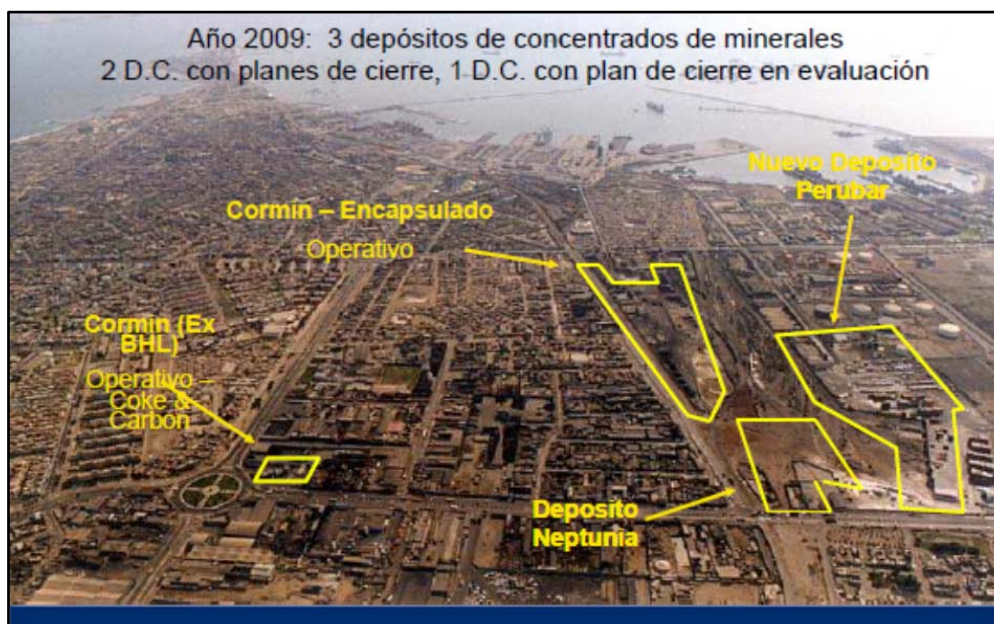 Año 2009: 3 depósitos de concentrados de minerales
2 D.C. con planes de cierre, 1 D.C. con plan de cierre en evaluación
Nuevo Deposito
Perubar
Cormin – Encapsulado
Operativo
Cormin (Ex
BHL)
Operativo –
Coke &
Carbón
Deposito
Neptunia